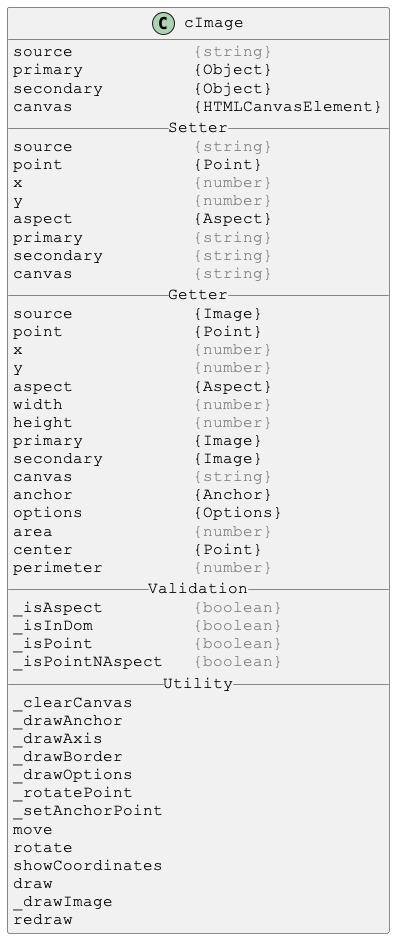 C cImage
source {string}
primary {Object}
secondary {Object}
canvas {HTMLCanvasElement}
Setter
source {string}
point {Point}
x {number}
y {number}
aspect {Aspect}
primary {string}
secondary {string}
canvas {string}
Getter
source {Image}
point {Point}
x {number}
y {number}
aspect {Aspect}
width {number}
height {number}
primary {Image}
secondary {Image}
canvas {string}
anchor {Anchor}
options {Options}
area {number}
center {Point}
perimeter {number}
Validation
_isAspect {boolean}
_isInDom {boolean}
_isPoint {boolean}
_isPointNAspect {boolean}
Utility
_clearCanvas
_drawAnchor
_drawAxis
_drawBorder
_drawOptions
_rotatePoint
_setAnchorPoint
move
rotate
showCoordinates
draw
_drawImage
redraw